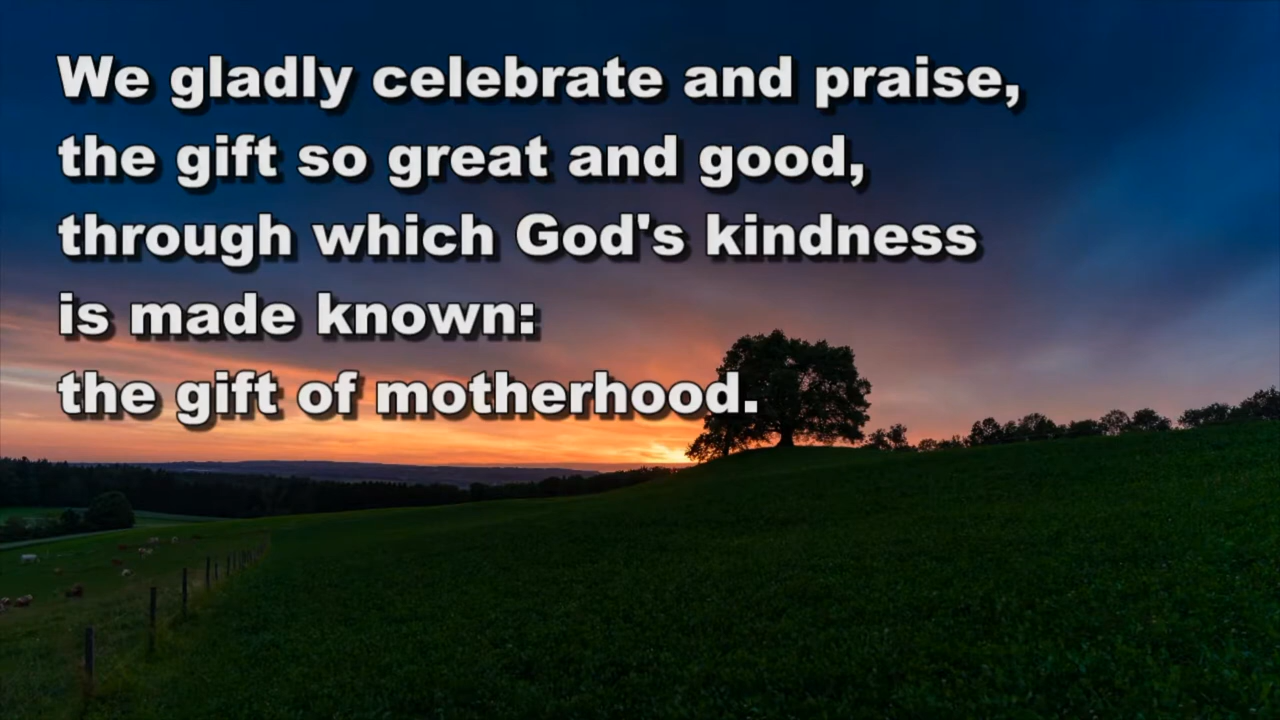 We gladly celebrate and praise,
the gift so great and good,
through which God's kindness
is made known:
the gift of motherhood.